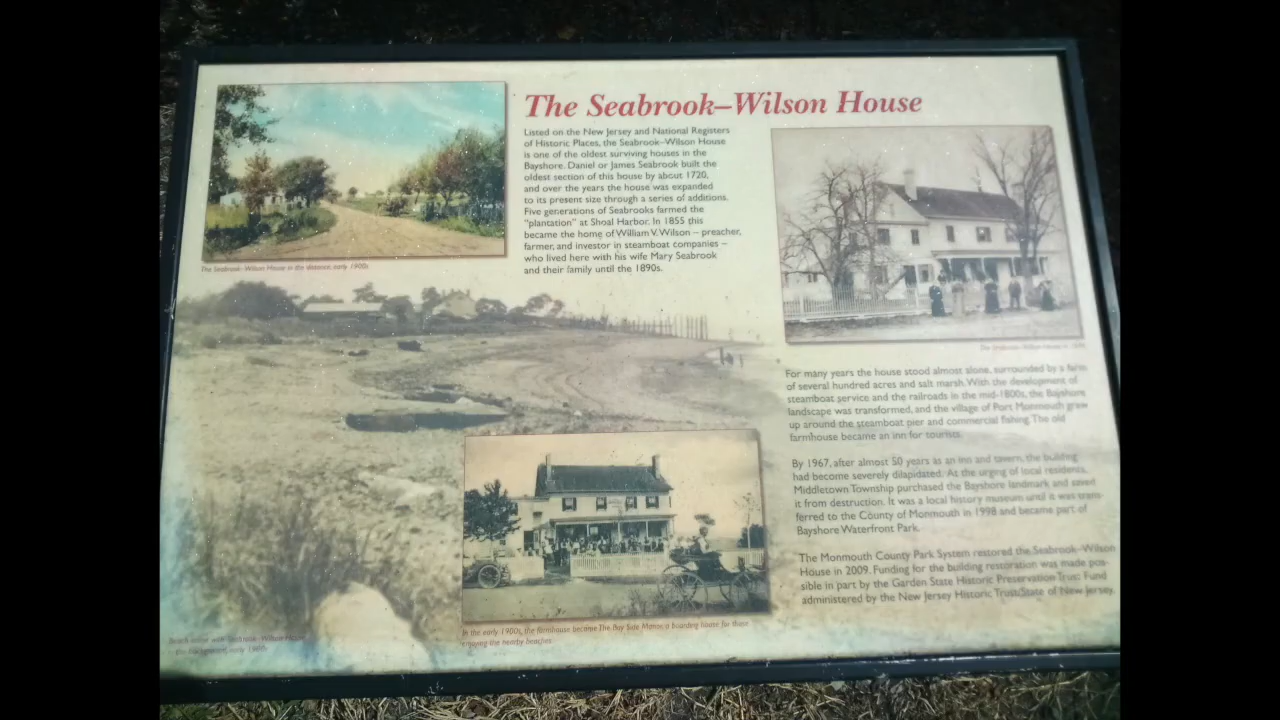 The Seabrook–Wilson House
Listed on the New Jersey and National Registers
of Historic Places, the Seabrook–Wilson House
is one of the oldest surviving houses in the
Bayshore. Daniel or James Seabrook built the
oldest section of this house by about 1720,
and over the years the house was expanded
to its present size through a series of additions.
Five generations of Seabrooks farmed the
"plantation" at Shoal Harbor. In 1855 this
became the home of William V. Wilson – preacher,
farmer, and investor in steamboat companies –
who lived here with his wife Mary Seabrook
and their family until the 1890s.
The Seabrook–Wilson House in the distance, early 1900s.
The Seabrook–Wilson House in
For many years the house stood almost alone, surrounded by a farm
of several hundred acres and salt marsh. With the development of
steamboat service and the railroads in the mid-1800s, the Bayshore
landscape was transformed, and the village of Port Monmouth grew
up around the steamboat pier and commercial fishing. The old
farmhouse became an inn for tourists.
By 1967, after almost 50 years as an inn and tavern, the building
had become severely dilapidated. At the urging of local residents,
Middletown Township purchased the Bayshore landmark and saved
it from destruction. It was a local history museum until it was trans-
ferred to the County of Monmouth in 1998 and became part of
Bayshore Waterfront Park.
The Monmouth County Park System restored the Seabrook–Wilson
House in 2009. Funding for the building restoration was made pos-
sible in part by the Garden State Historic Preservation Trust Fund
administered by the New Jersey Historic Trust/State of New Jersey.
In the early 1900s, the farmhouse became The Bay Side Manor, a boarding house for those
enjoying the nearby beaches.
Beach scene with Seabrook–Wilson House
the background, early 1900s.